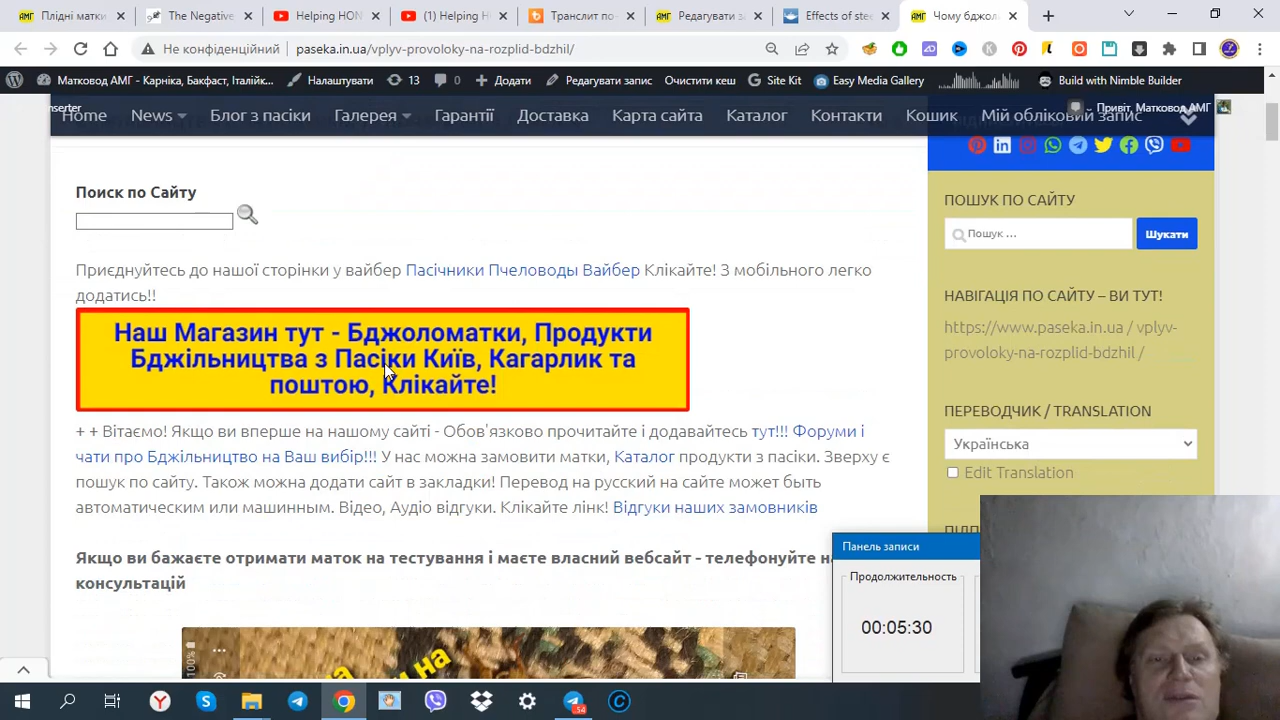 Плідні матки
The Negative
Helping HON
(1) Helping H
Транслит по-
Редагувати за
Effects of stee
Чому бджол
Не конфіденційний
paseka.in.ua/vplyv-provoloky-na-rozplid-bdzhil/
Матковод АМГ - Карніка, Бакфаст, Італійк...
Налаштувати
13
0
Додати
Редагувати запис
Очистити кеш
Site Kit
Easy Media Gallery
Build with Nimble Builder
nserter
Привіт, Матковод АМГ
Home
News
Блог з пасіки
Галерея
Гарантії
Доставка
Карта сайта
Каталог
Контакти
Кошик
Мій обліковий запис
Поиск по Сайту
Приєднуйтесь до нашої сторінки у вайбер Пасічники Пчеловоды Вайбер Клікайте! З мобільного легко
додатись!!
Наш Магазин тут - Бджоломатки, Продукти
Бджільництва з Пасіки Київ, Кагарлик та
поштою, Клікайте!
+ + Вітаємо! Якщо ви вперше на нашому сайті - Обов'язково прочитайте і додавайтесь тут!!! Форуми і
чати про Бджільництво на Ваш вибір!!! У нас можна замовити матки, Каталог продукти з пасіки. Зверху є
пошук по сайту. Також можна додати сайт в закладки! Перевод на русский на сайте может быть
автоматическим или машинным. Відео, Аудіо відгуки. Клікайте лінк! Відгуки наших замовників
Якщо ви бажаєте отримати маток на тестування і маєте власний вебсайт - телефонуйте на
консультацій
ПОШУК ПО САЙТУ
Пошук …
Шукати
НАВІГАЦІЯ ПО САЙТУ – ВИ ТУТ!
https://www.paseka.in.ua / vplyv-
provoloky-na-rozplid-bdzhil /
ПЕРЕВОДЧИК / TRANSLATION
Українська
Edit Translation
Панель записи
Продолжительность
00:05:30
100%
на
54